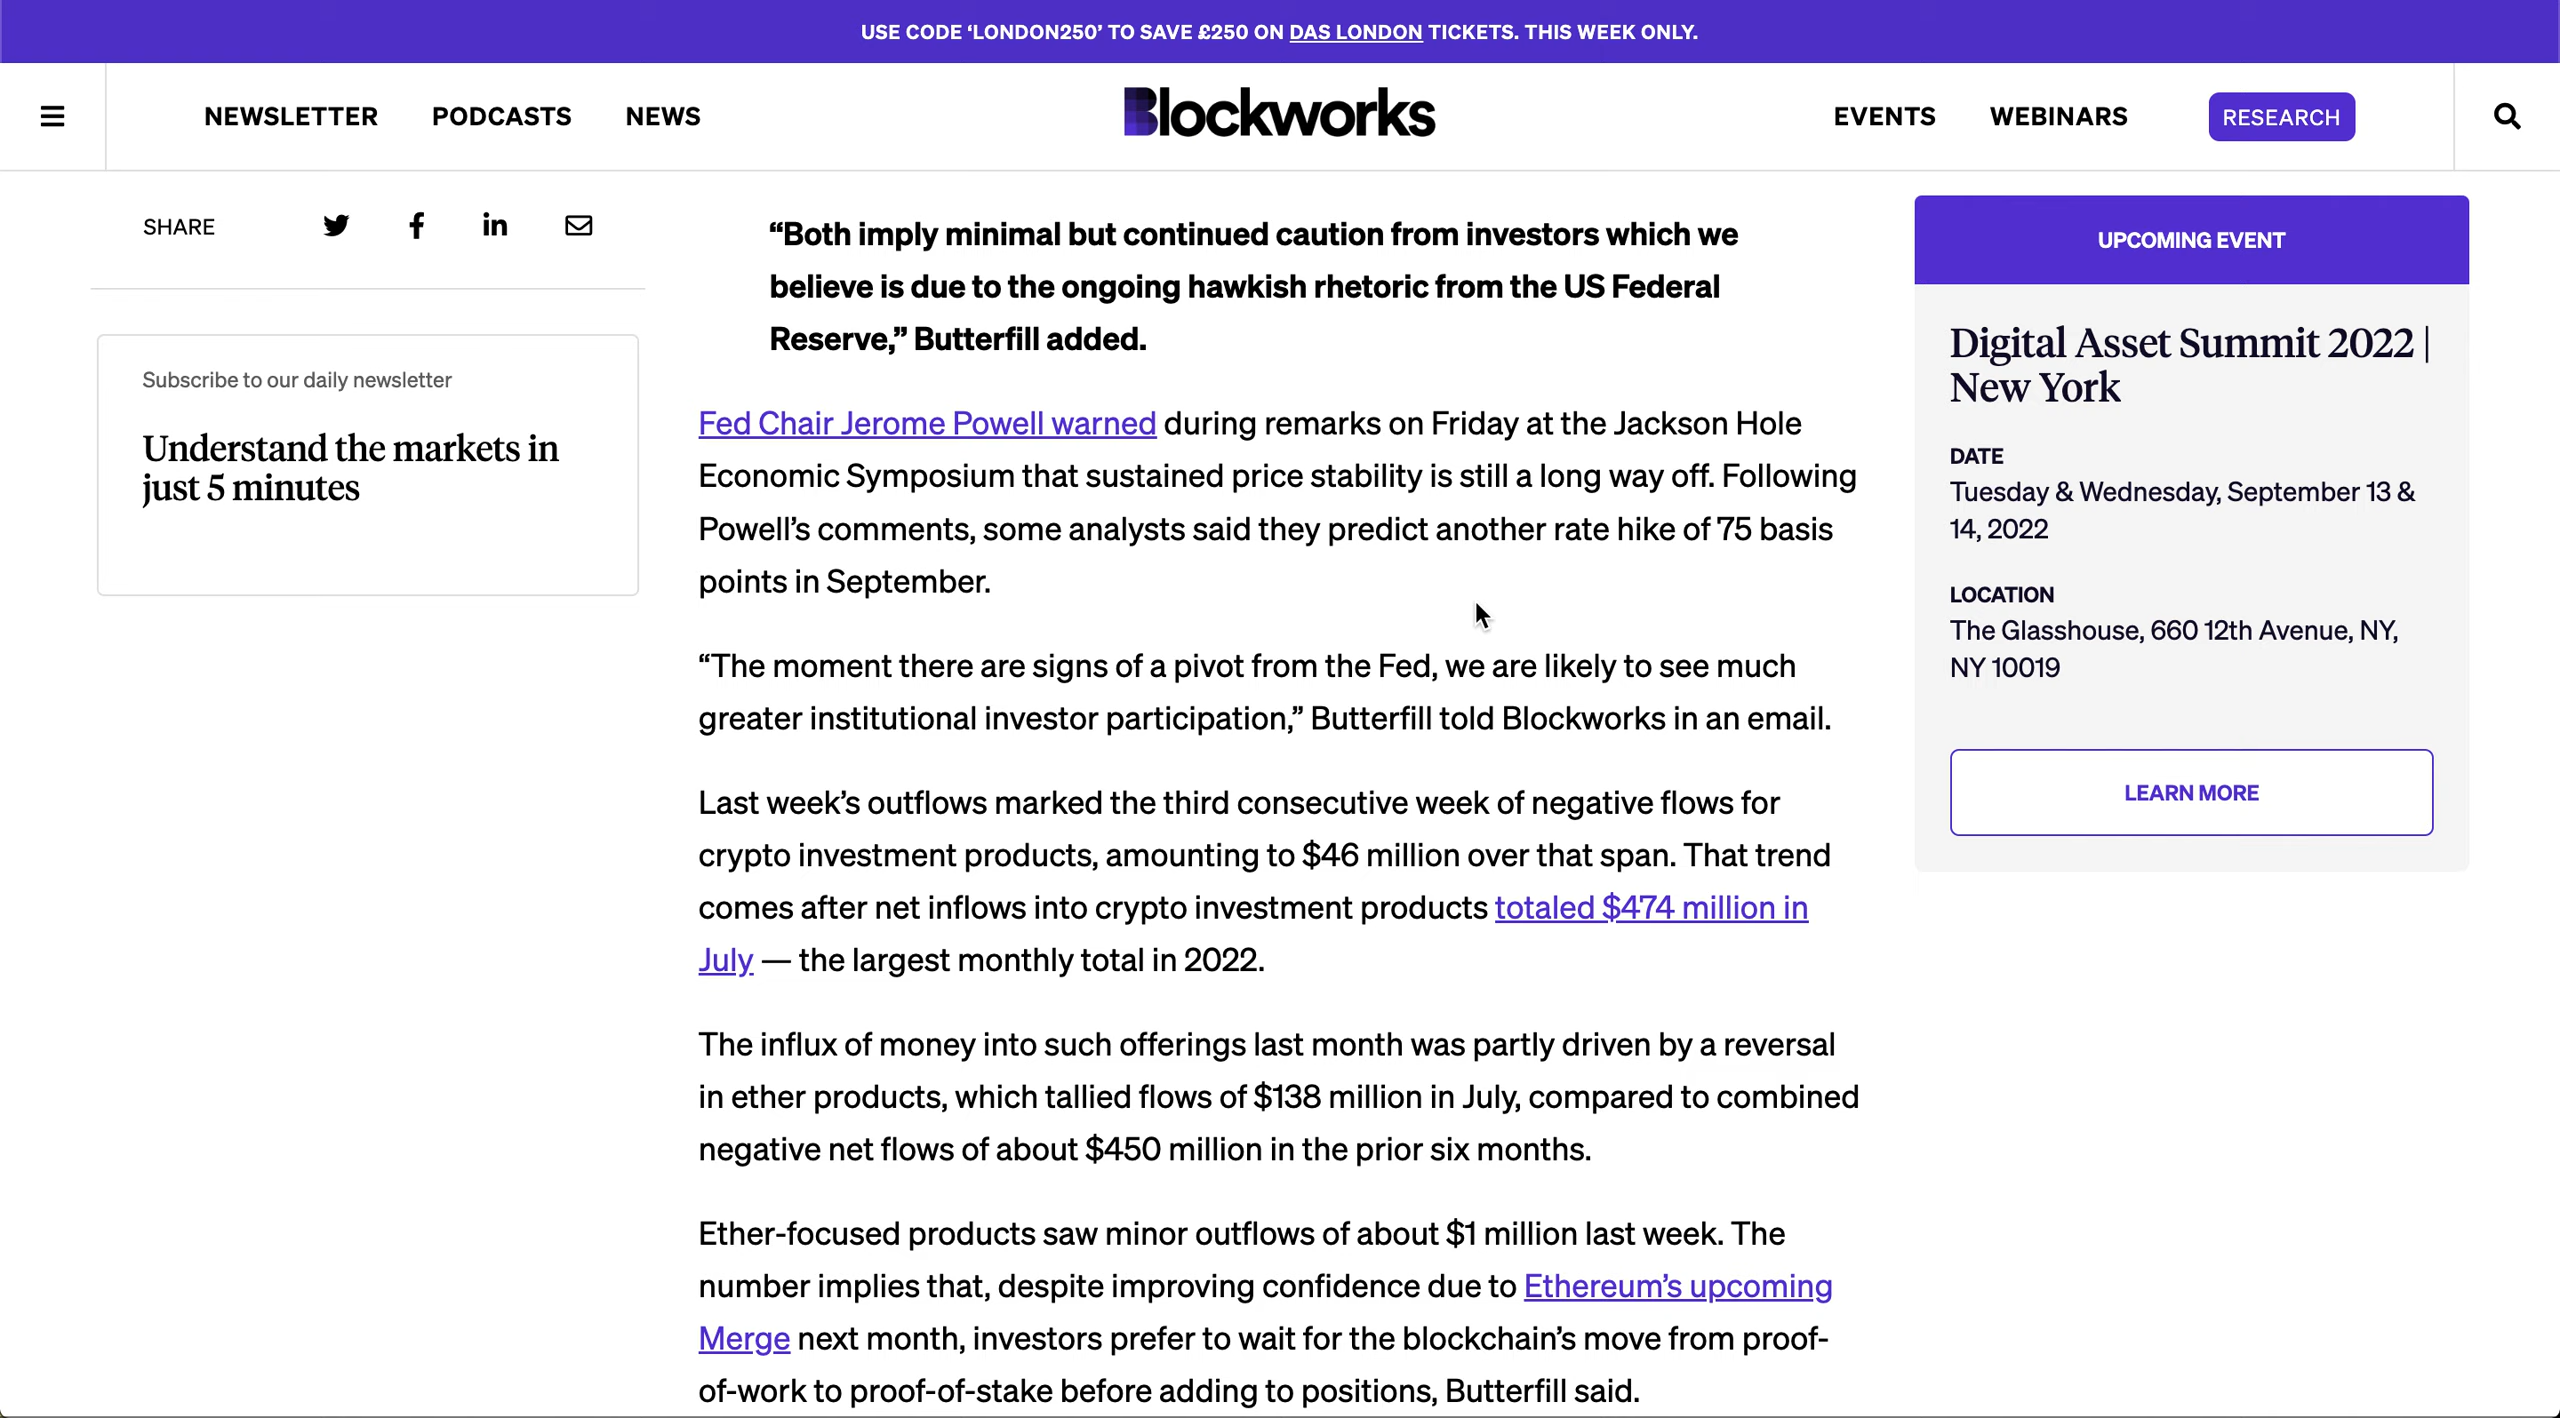 USE CODE ‘LONDON250’ TO SAVE £250 ON DAS LONDON TICKETS. THIS WEEK ONLY.
NEWSLETTER PODCASTS NEWS Blockworks EVENTS WEBINARS RESEARCH
SHARE
Subscribe to our daily newsletter
Understand the markets in
just 5 minutes
“Both imply minimal but continued caution from investors which we
believe is due to the ongoing hawkish rhetoric from the US Federal
Reserve,” Butterfill added.
Fed Chair Jerome Powell warned during remarks on Friday at the Jackson Hole
Economic Symposium that sustained price stability is still a long way off. Following
Powell’s comments, some analysts said they predict another rate hike of 75 basis
points in September.
“The moment there are signs of a pivot from the Fed, we are likely to see much
greater institutional investor participation,” Butterfill told Blockworks in an email.
Last week’s outflows marked the third consecutive week of negative flows for
crypto investment products, amounting to $46 million over that span. That trend
comes after net inflows into crypto investment products totaled $474 million in
July — the largest monthly total in 2022.
The influx of money into such offerings last month was partly driven by a reversal
in ether products, which tallied flows of $138 million in July, compared to combined
negative net flows of about $450 million in the prior six months.
Ether-focused products saw minor outflows of about $1 million last week. The
number implies that, despite improving confidence due to Ethereum’s upcoming
Merge next month, investors prefer to wait for the blockchain’s move from proof-
of-work to proof-of-stake before adding to positions, Butterfill said.
UPCOMING EVENT
Digital Asset Summit 2022 |
New York
DATE
Tuesday & Wednesday, September 13 &
14, 2022
LOCATION
The Glasshouse, 660 12th Avenue, NY,
NY 10019
LEARN MORE